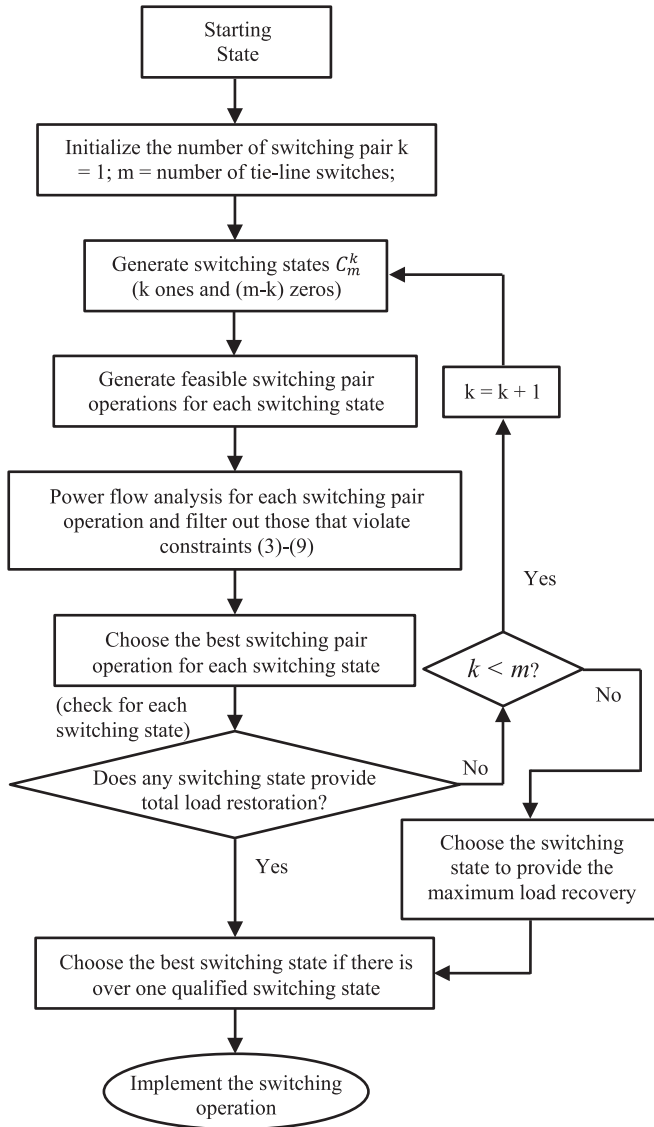 Starting
State
Initialize the number of switching pair k
= 1; m = number of tie-line switches;
Generate switching states $C_m^k$
(k ones and (m-k) zeros)
Generate feasible switching pair
operations for each switching state
k = k + 1
Power flow analysis for each switching pair
operation and filter out those that violate
constraints (3)-(9)
Yes
Choose the best switching pair
operation for each switching state
k < m?
No
(check for each
switching state)
Does any switching state provide
total load restoration?
No
Yes
Choose the switching
state to provide the
maximum load recovery
Choose the best switching state if there is
over one qualified switching state
Implement the switching
operation